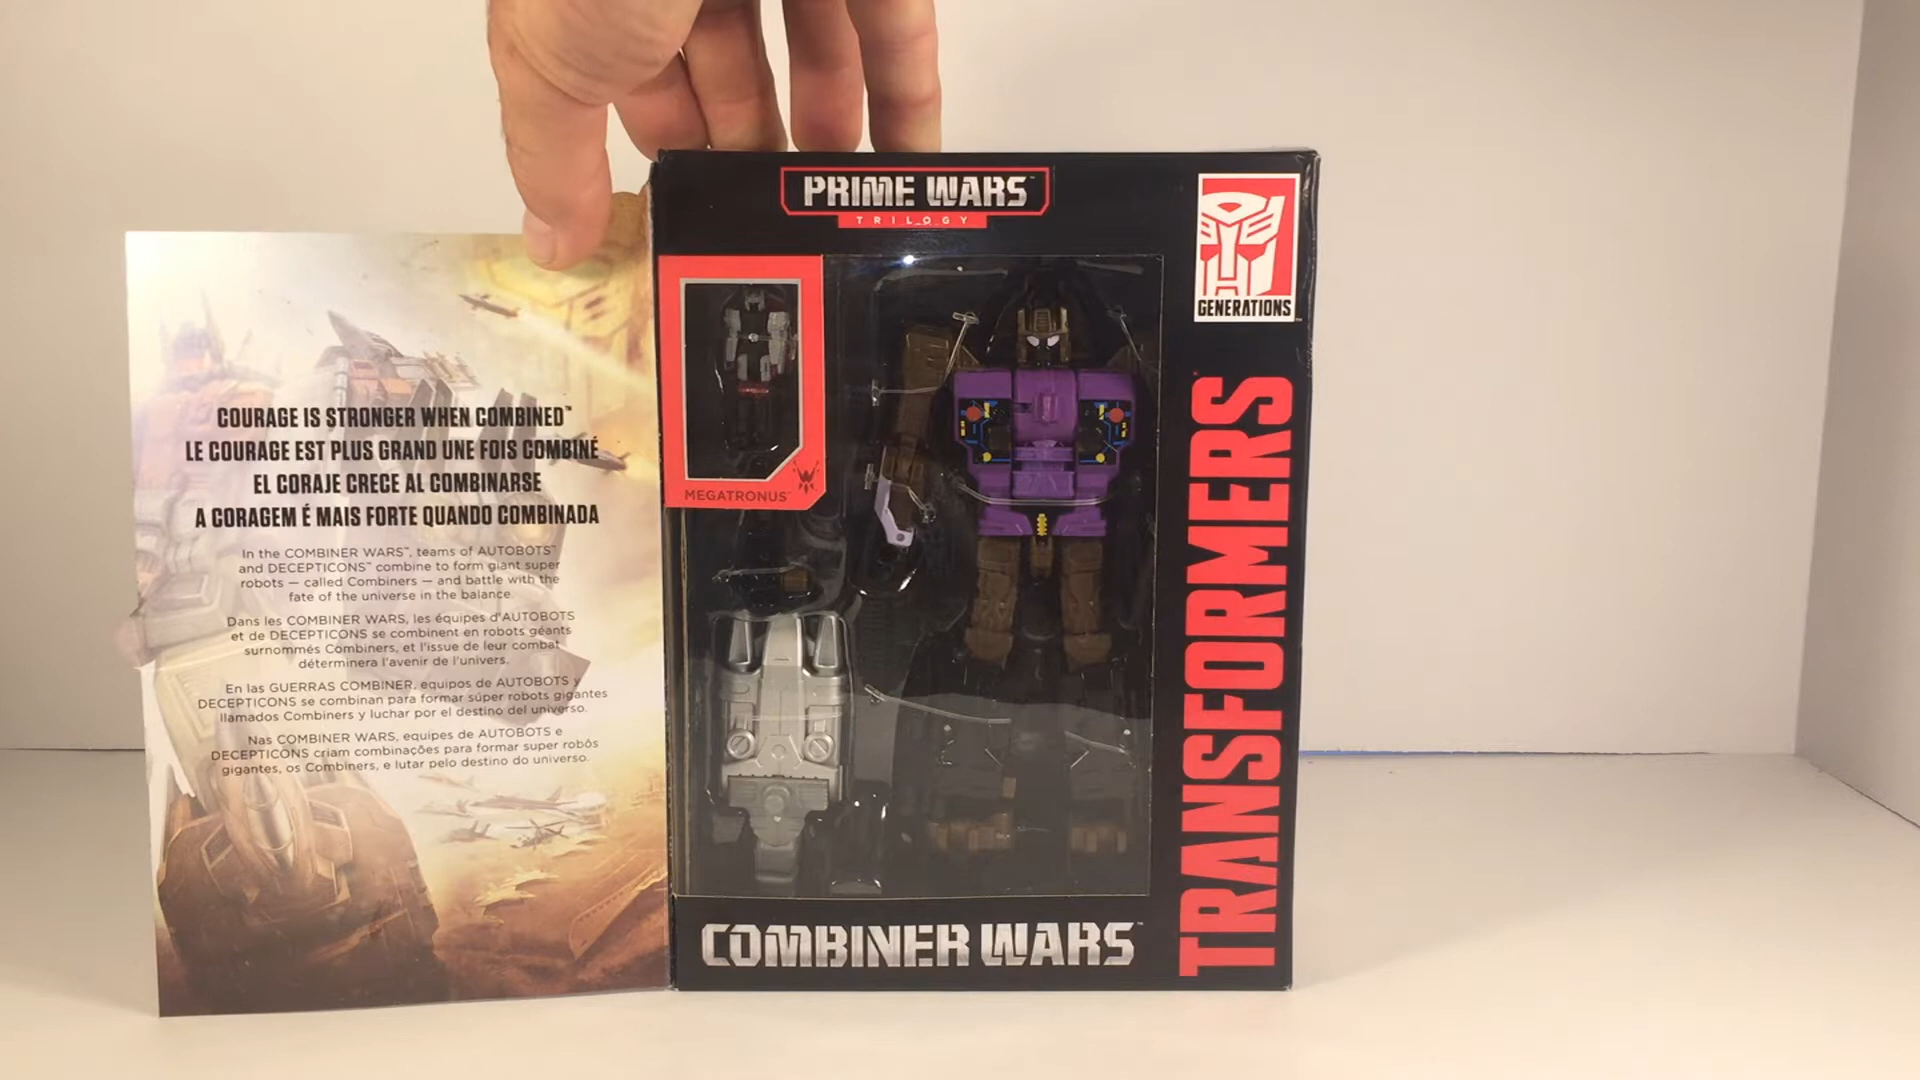 COURAGE IS STRONGER WHEN COMBINED™
LE COURAGE EST PLUS GRAND UNE FOIS COMBINÉ
EL CORAJE CRECE AL COMBINARSE
A CORAGEM É MAIS FORTE QUANDO COMBINADA
In the COMBINER WARS™, teams of AUTOBOTS™
and DECEPTICONS™ combine to form giant super
robots — called Combiners — and battle with the
fate of the universe in the balance.
Dans les COMBINER WARS, les équipes d'AUTOBOTS
et de DECEPTICONS se combinent en robots géants
surnommés Combiners, et l'issue de leur combat
déterminera l'avenir de l'univers.
En las GUERRAS COMBINER, equipos de AUTOBOTS y
DECEPTICONS se combinan para formar súper robots gigantes
llamados Combiners y luchar por el destino del universo.
Nas COMBINER WARS, equipes de AUTOBOTS e
DECEPTICONS criam combinações para formar super robôs
gigantes, os Combiners, e lutar pelo destino do universo.
PRIME WARS™
TRILOGY
MEGATRONUS™
COMBINER WARS™
GENERATIONS™
TRANSFORMERS